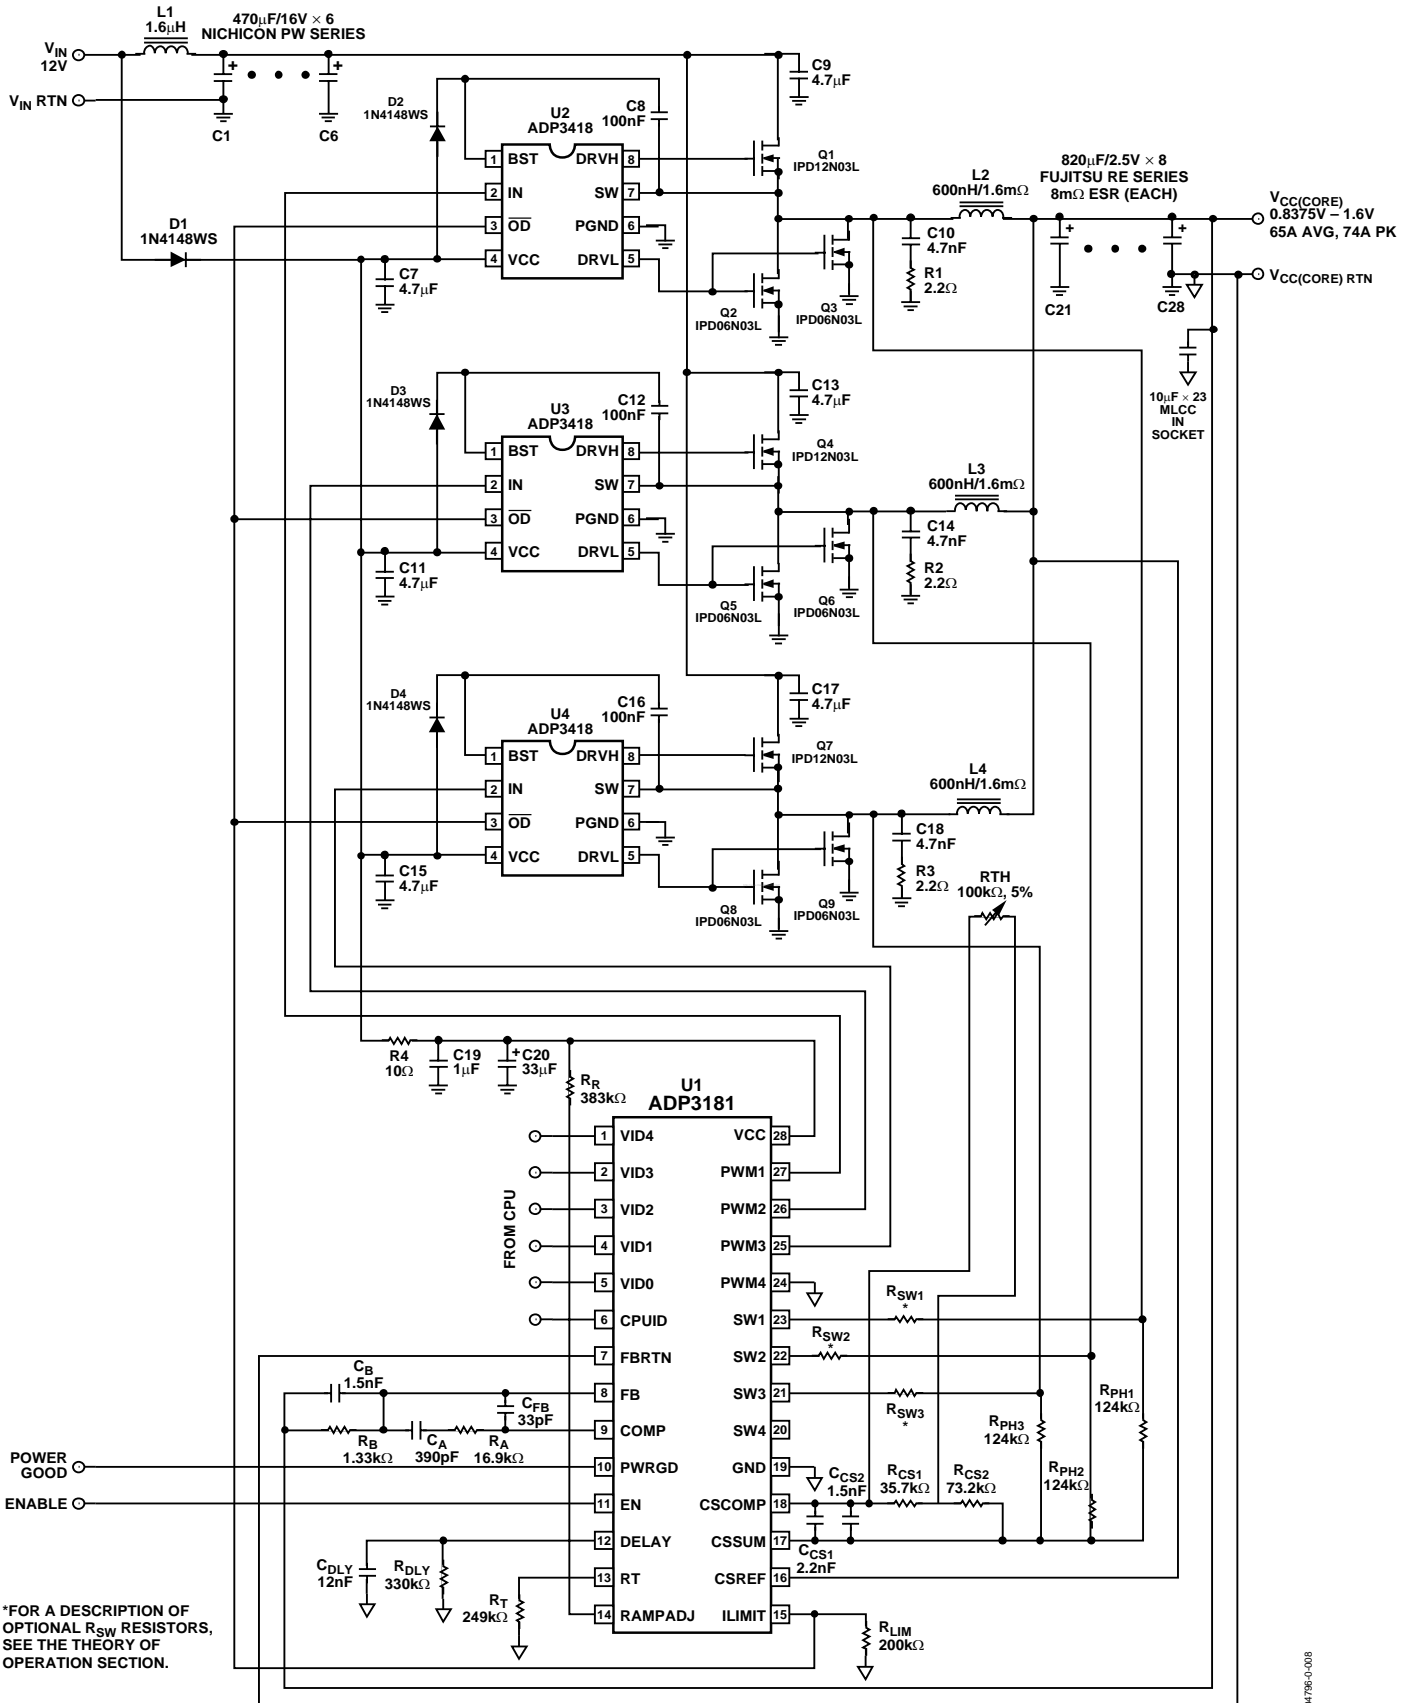 L1
1.6μH
470μF/16V × 6
NICHICON PW SERIES
VIN
12V
VIN RTN
C1
C6
C9
4.7μF
D2
1N4148WS
U2
ADP3418
C8
100nF
1 BST DRVH 8
2 IN SW 7
3 OD PGND 6
4 VCC DRVL 5
Q1
IPD12N03L
D1
1N4148WS
C7
4.7μF
Q2
IPD06N03L
Q3
IPD06N03L
C10
4.7nF
R1
2.2Ω
L2
600nH/1.6mΩ
820μF/2.5V × 8
FUJITSU RE SERIES
8mΩ ESR (EACH)
VCC(CORE)
0.8375V – 1.6V
65A AVG, 74A PK
VCC(CORE) RTN
C21
C28
10μF × 23
MLCC
IN
SOCKET
D3
1N4148WS
U3
ADP3418
C12
100nF
C13
4.7μF
1 BST DRVH 8
2 IN SW 7
3 OD PGND 6
4 VCC DRVL 5
Q4
IPD12N03L
C11
4.7μF
Q5
IPD06N03L
Q6
IPD06N03L
C14
4.7nF
R2
2.2Ω
L3
600nH/1.6mΩ
D4
1N4148WS
U4
ADP3418
C16
100nF
C17
4.7μF
1 BST DRVH 8
2 IN SW 7
3 OD PGND 6
4 VCC DRVL 5
Q7
IPD12N03L
C15
4.7μF
Q8
IPD06N03L
Q9
IPD06N03L
C18
4.7nF
R3
2.2Ω
L4
600nH/1.6mΩ
RTH
100kΩ, 5%
R4
10Ω
C19
1μF
C20
33μF
RR
383kΩ
U1
ADP3181
FROM CPU
1 VID4 VCC 28
2 VID3 PWM1 27
3 VID2 PWM2 26
4 VID1 PWM3 25
5 VID0 PWM4 24
6 CPUID SW1 23
7 FBRTN SW2 22
8 FB SW3 21
9 COMP SW4 20
10 PWRGD GND 19
11 EN CSCOMP 18
12 DELAY CSSUM 17
13 RT CSREF 16
14 RAMPADJ ILIMIT 15
RSW1
*
RSW2
*
RSW3
*
CB
1.5nF
CFB
33pF
RB
1.33kΩ
CA
390pF
RA
16.9kΩ
POWER
GOOD
ENABLE
RPH1
124kΩ
RPH3
124kΩ
RPH2
124kΩ
CCS2
1.5nF
RCS1
35.7kΩ
RCS2
73.2kΩ
CCS1
2.2nF
CDLY
12nF
RDLY
330kΩ
RT
249kΩ
RLIM
200kΩ
*FOR A DESCRIPTION OF
OPTIONAL RSW RESISTORS,
SEE THE THEORY OF
OPERATION SECTION.
4796-0-008